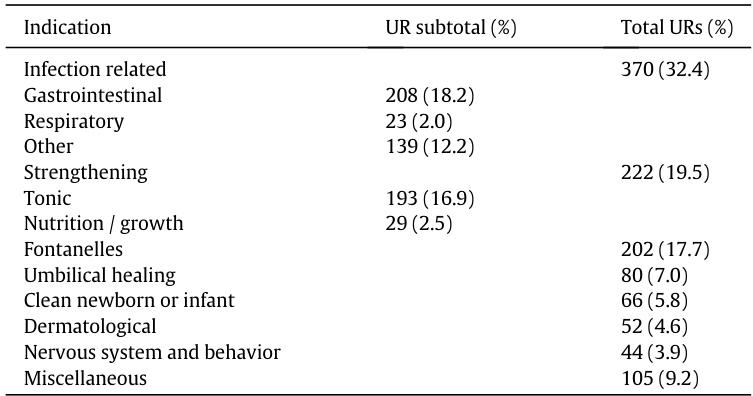 Indication UR subtotal (%) Total URs (%)
Infection related 370 (32.4)
Gastrointestinal 208 (18.2)
Respiratory 23 (2.0)
Other 139 (12.2)
Strengthening 222 (19.5)
Tonic 193 (16.9)
Nutrition / growth 29 (2.5)
Fontanelles 202 (17.7)
Umbilical healing 80 (7.0)
Clean newborn or infant 66 (5.8)
Dermatological 52 (4.6)
Nervous system and behavior 44 (3.9)
Miscellaneous 105 (9.2)